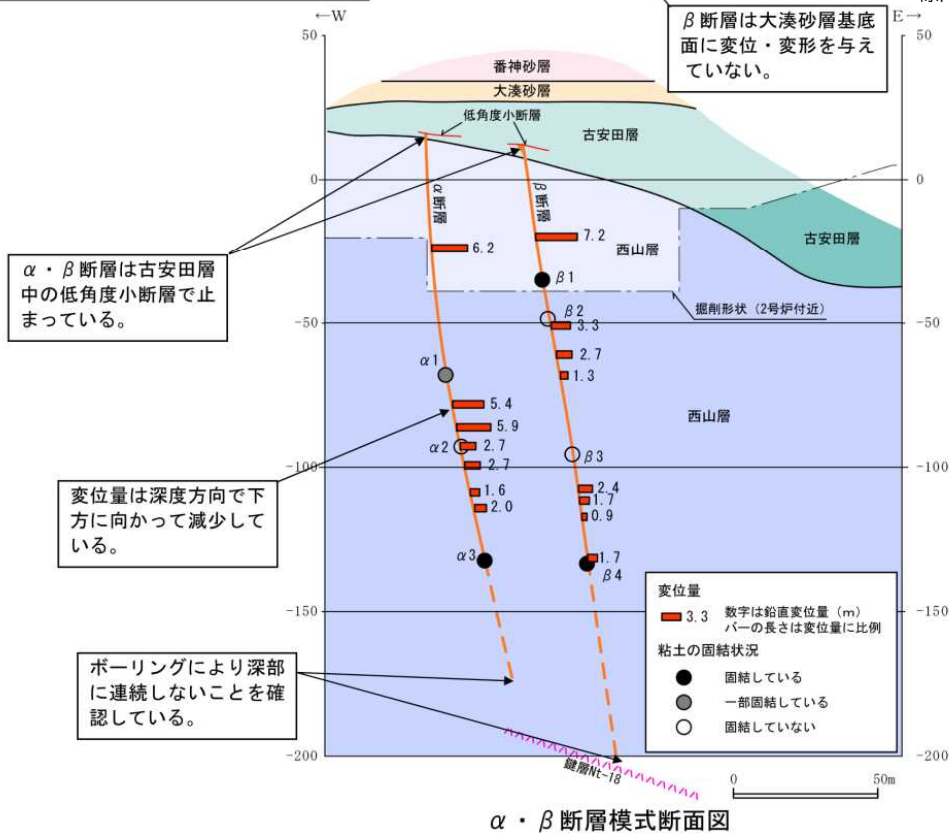 ←W
E→
β断層は大湊砂層基底
面に変位・変形を与え
ていない。
50
50
番神砂層
大湊砂層
低角度小断層
古安田層
0
0
α断層
β断層
6.2
7.2
西山層
古安田層
α・β断層は古安田層
中の低角度小断層で止
まっている。
β1
掘削形状（2号炉付近）
β2
-50
-50
3.3
α1
2.7
1.3
5.4
西山層
5.9
α2
2.7
β3
2.7
-100
-100
変位量は深度方向で下
方に向かって減少して
いる。
1.6
2.4
2.0
1.7
0.9
α3
1.7
β4
変位量
3.3
数字は鉛直変位量（m）
バーの長さは変位量に比例
粘土の固結状況
固結している
一部固結している
固結していない
-150
-150
ボーリングにより深部
に連続しないことを確
認している。
-200
-200
鍵層Nt-18
0
50m
α・β断層模式断面図